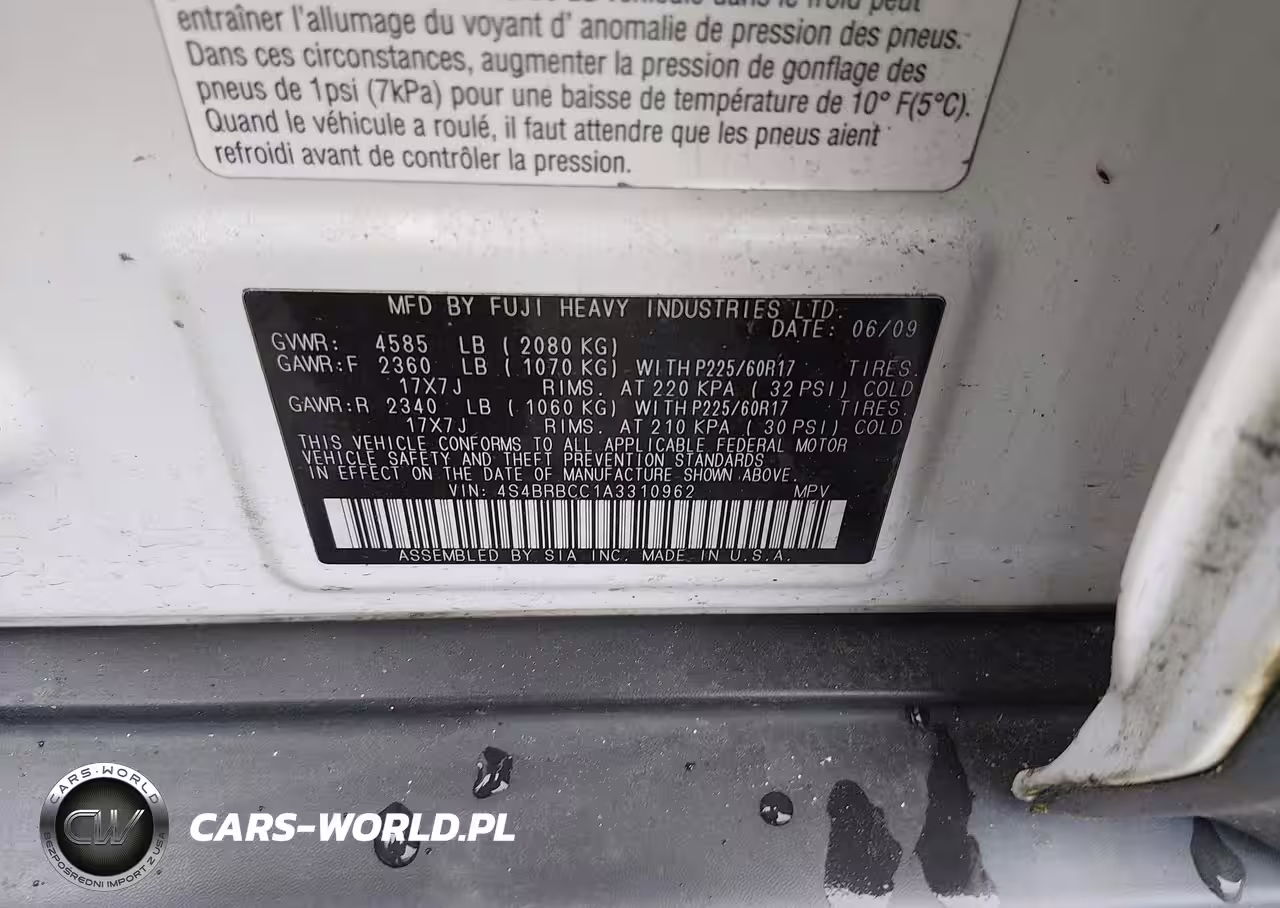 entraîner l'allumage du voyant d' anomalie de pression des pneus.
Dans ces circonstances, augmenter la pression de gonflage des
pneus de 1psi (7kPa) pour une baisse de température de 10° F(5°C).
Quand le véhicule a roulé, il faut attendre que les pneus aient
refroidi avant de contrôler la pression.
MFD BY FUJI HEAVY INDUSTRIES LTD.
DATE: 06/09
GVWR: 4585 LB ( 2080 KG)
GAWR:F 2360 LB ( 1070 KG) WITH P225/60R17 TIRES.
17X7J RIMS. AT 220 KPA ( 32 PSI) COLD
GAWR:R 2340 LB ( 1060 KG) WITH P225/60R17 TIRES.
17X7J RIMS. AT 210 KPA ( 30 PSI) COLD
THIS VEHICLE CONFORMS TO ALL APPLICABLE FEDERAL MOTOR
VEHICLE SAFETY AND THEFT PREVENTION STANDARDS
IN EFFECT ON THE DATE OF MANUFACTURE SHOWN ABOVE.
VIN: 4S4BRBCC1A3310962 MPV
ASSEMBLED BY SIA INC. MADE IN U.S.A.
CARS-WORLD
CW
BEZPOŚREDNI IMPORT Z USA
CARS-WORLD.PL